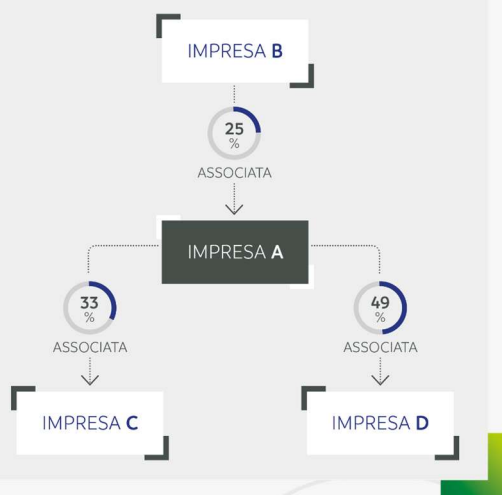 IMPRESA B
25
%
ASSOCIATA
IMPRESA A
33
%
ASSOCIATA
49
%
ASSOCIATA
IMPRESA C
IMPRESA D